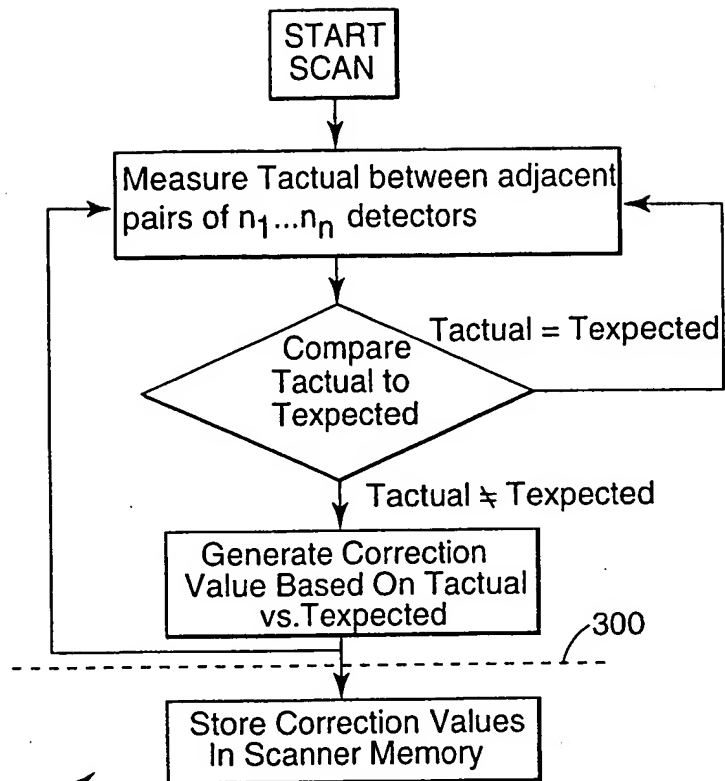 START
SCAN
Measure Tactual between adjacent
pairs of n₁...nₙ detectors
Tactual = Texpected
Compare
Tactual to
Texpected
Tactual ≠ Texpected
Generate Correction
Value Based On Tactual
vs.Texpected
300
Store Correction Values
In Scanner Memory